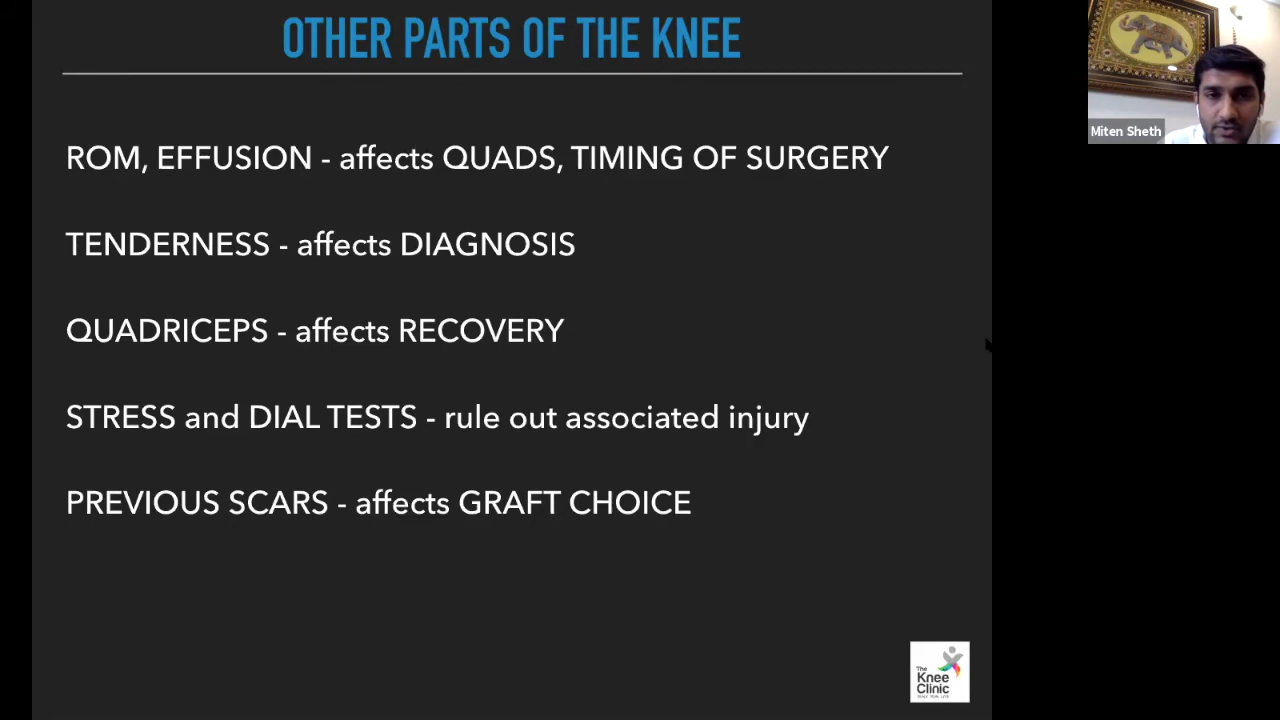 OTHER PARTS OF THE KNEE
ROM, EFFUSION - affects QUADS, TIMING OF SURGERY
TENDERNESS - affects DIAGNOSIS
QUADRICEPS - affects RECOVERY
STRESS and DIAL TESTS - rule out associated injury
PREVIOUS SCARS - affects GRAFT CHOICE
Miten Sheth
The
Knee
Clinic